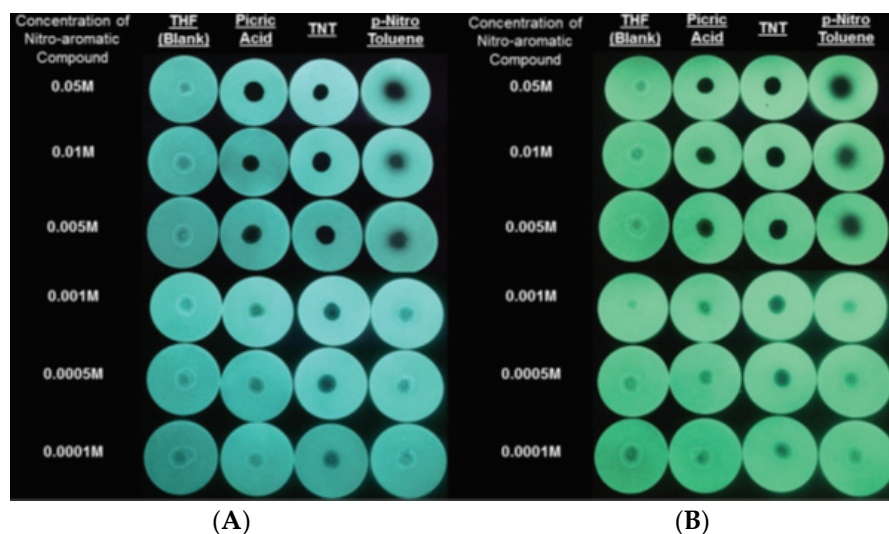 Concentration of
Nitro-aromatic
Compound
THF
(Blank)
Picric
Acid
TNT
p-Nitro
Toluene
0.05M
0.01M
0.005M
0.001M
0.0005M
0.0001M
Concentration of
Nitro-aromatic
Compound
THF
(Blank)
Picric
Acid
TNT
p-Nitro
Toluene
0.05M
0.01M
0.005M
0.001M
0.0005M
0.0001M
(A)
(B)